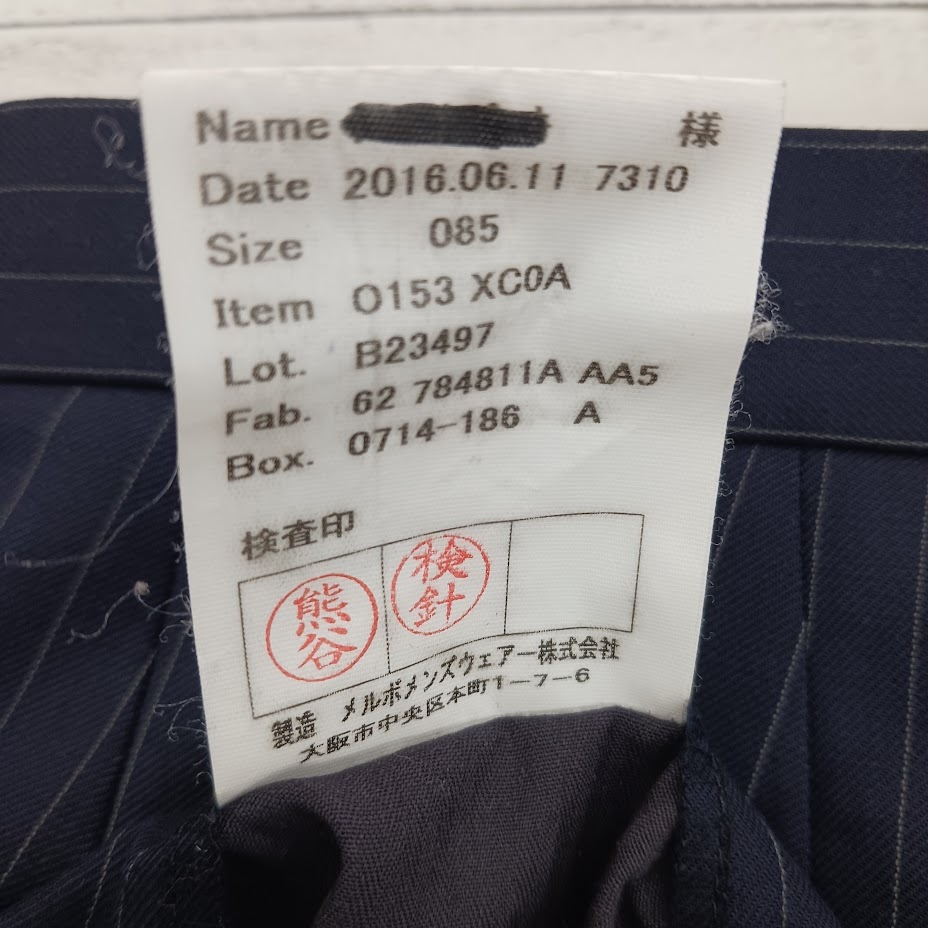 Name 様
Date 2016.06.11 7310
Size 085
Item O153 XC0A
Lot. B23497
Fab. 62 784811A AA5
Box. 0714-186 A
検査印
熊谷 検針
製造 メルボメンズウェアー株式会社
大阪市中央区本町1-7-6